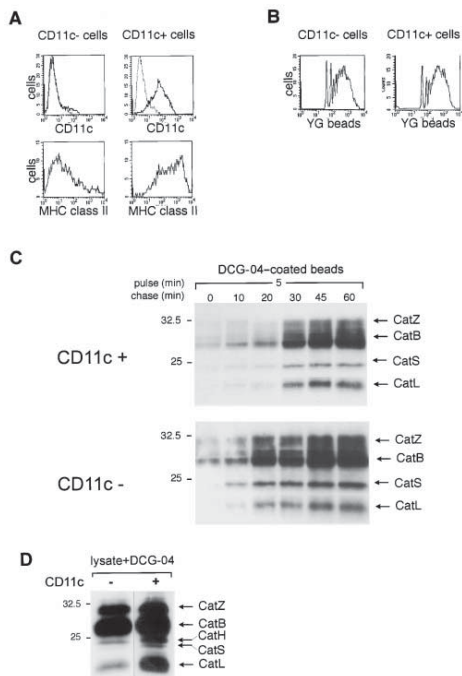 A
CD11c- cells CD11c+ cells
cells
CD11c CD11c
cells
MHC class II MHC class II
B
CD11c- cells CD11c+ cells
cells
YG beads YG beads
C
DCG-04-coated beads
pulse (min) 5
chase (min) 0 10 20 30 45 60
CD11c +
32.5
25
CatZ
CatB
CatS
CatL
CD11c -
32.5
25
CatZ
CatB
CatS
CatL
D
lysate+DCG-04
CD11c - +
32.5
25
CatZ
CatB
CatH
CatS
CatL